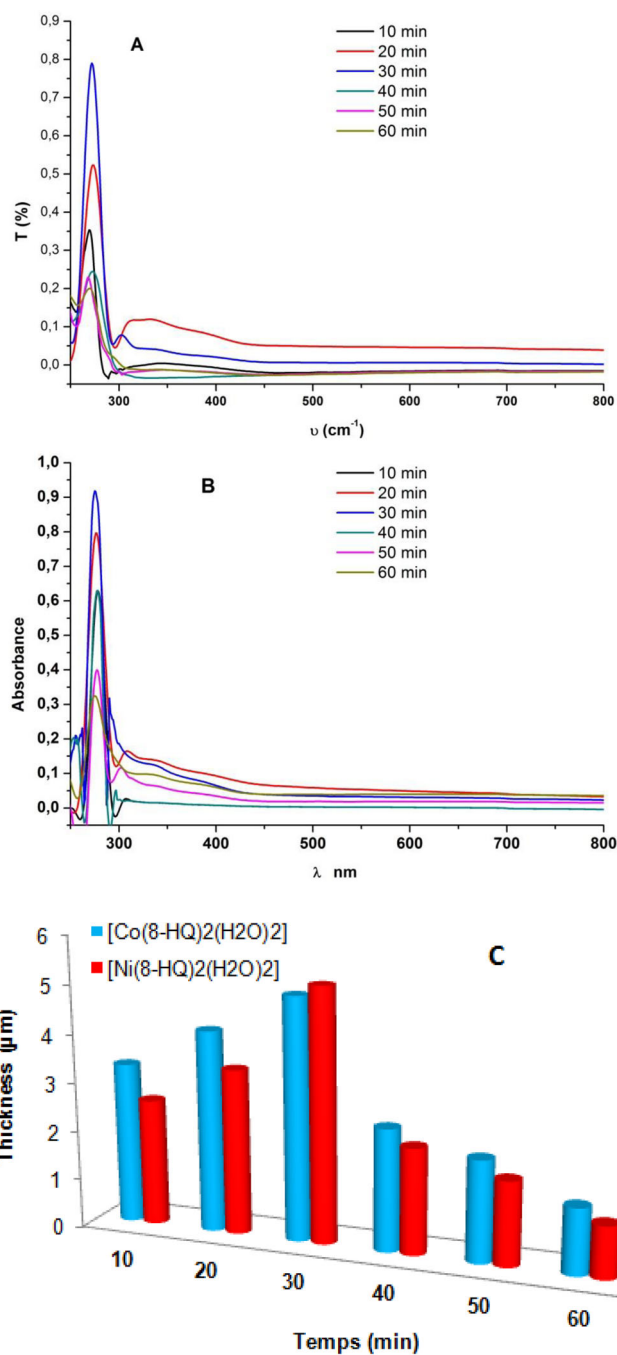 0,9
0,8
0,7
0,6
0,5
0,4
0,3
0,2
0,1
0,0
T (%)
A
10 min
20 min
30 min
40 min
50 min
60 min
300 400 500 600 700 800
υ (cm-1)
1,0
0,9
0,8
0,7
0,6
0,5
0,4
0,3
0,2
0,1
0,0
Absorbance
B
10 min
20 min
30 min
40 min
50 min
60 min
300 400 500 600 700 800
λ nm
6
5
4
3
2
1
0
Thickness (µm)
[Co(8-HQ)2(H2O)2]
[Ni(8-HQ)2(H2O)2]
C
10 20 30 40 50 60
Temps (min)